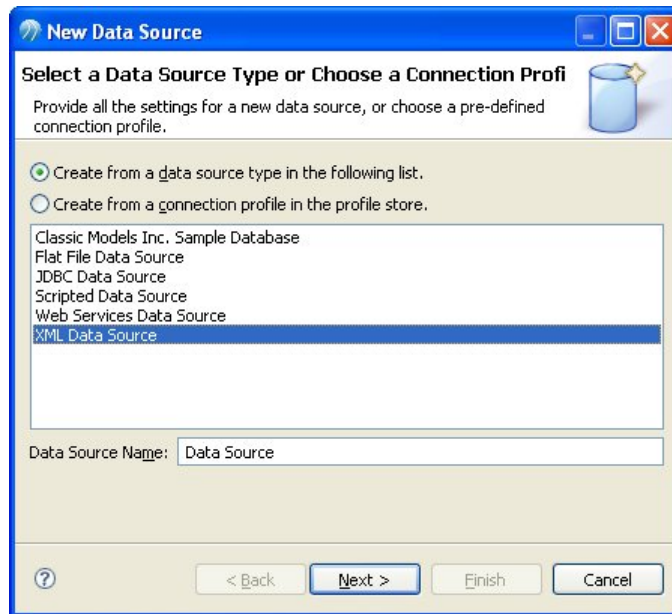 New Data Source
Select a Data Source Type or Choose a Connection Profi
Provide all the settings for a new data source, or choose a pre-defined
connection profile.
Create from a data source type in the following list.
Create from a connection profile in the profile store.
Classic Models Inc. Sample Database
Flat File Data Source
JDBC Data Source
Scripted Data Source
Web Services Data Source
XML Data Source
Data Source Name: Data Source
? < Back Next > Finish Cancel